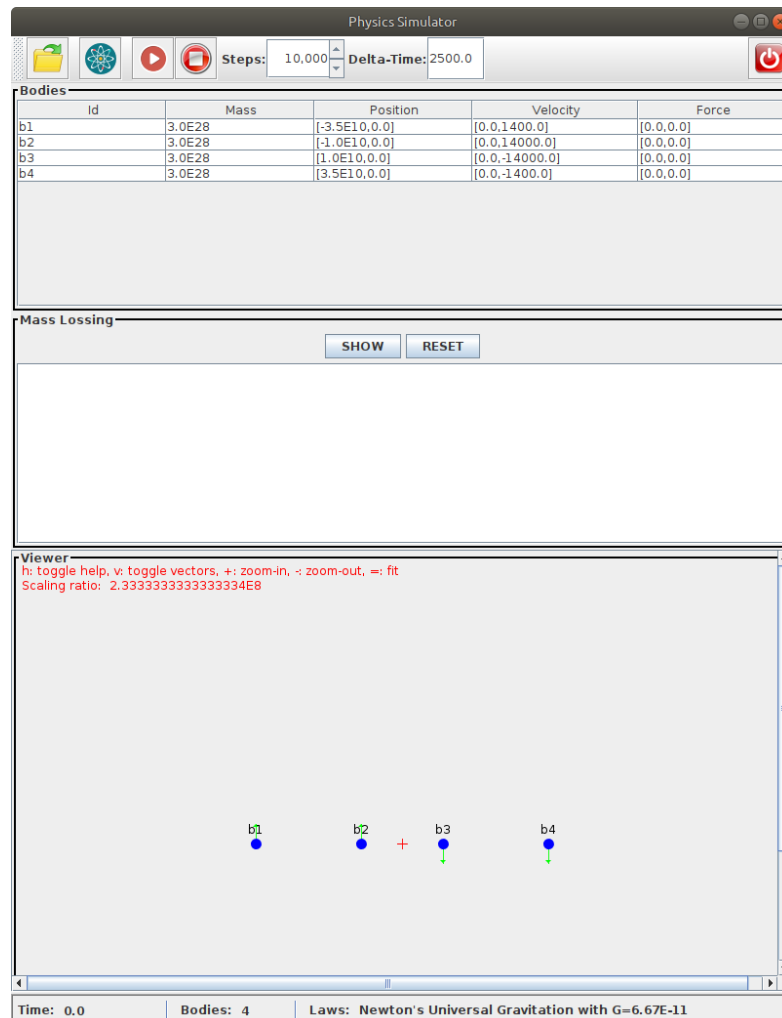 Physics Simulator
Steps: 10,000 Delta-Time: 2500.0
Bodies
Id Mass Position Velocity Force
b1 3.0E28 [-3.5E10,0.0] [0.0,1400.0] [0.0,0.0]
b2 3.0E28 [-1.0E10,0.0] [0.0,14000.0] [0.0,0.0]
b3 3.0E28 [1.0E10,0.0] [0.0,-14000.0] [0.0,0.0]
b4 3.0E28 [3.5E10,0.0] [0.0,-1400.0] [0.0,0.0]
Mass Lossing
SHOW RESET
Viewer
h: toggle help, v: toggle vectors, +: zoom-in, -: zoom-out, =: fit
Scaling ratio: 2.3333333333333334E8
b1 b2 b3 b4
Time: 0.0 Bodies: 4 Laws: Newton's Universal Gravitation with G=6.67E-11